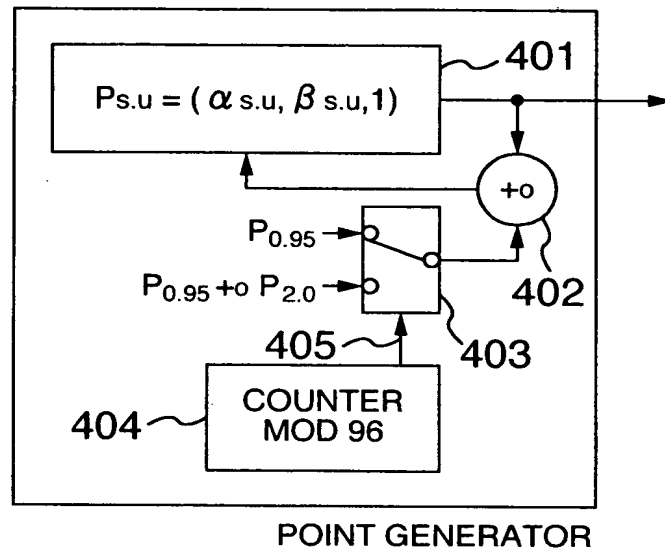 401
Ps.u = ( α s.u, β s.u,1)
+o
P0.95
402
P0.95 +o P2.0
405
403
404
COUNTER
MOD 96
POINT GENERATOR